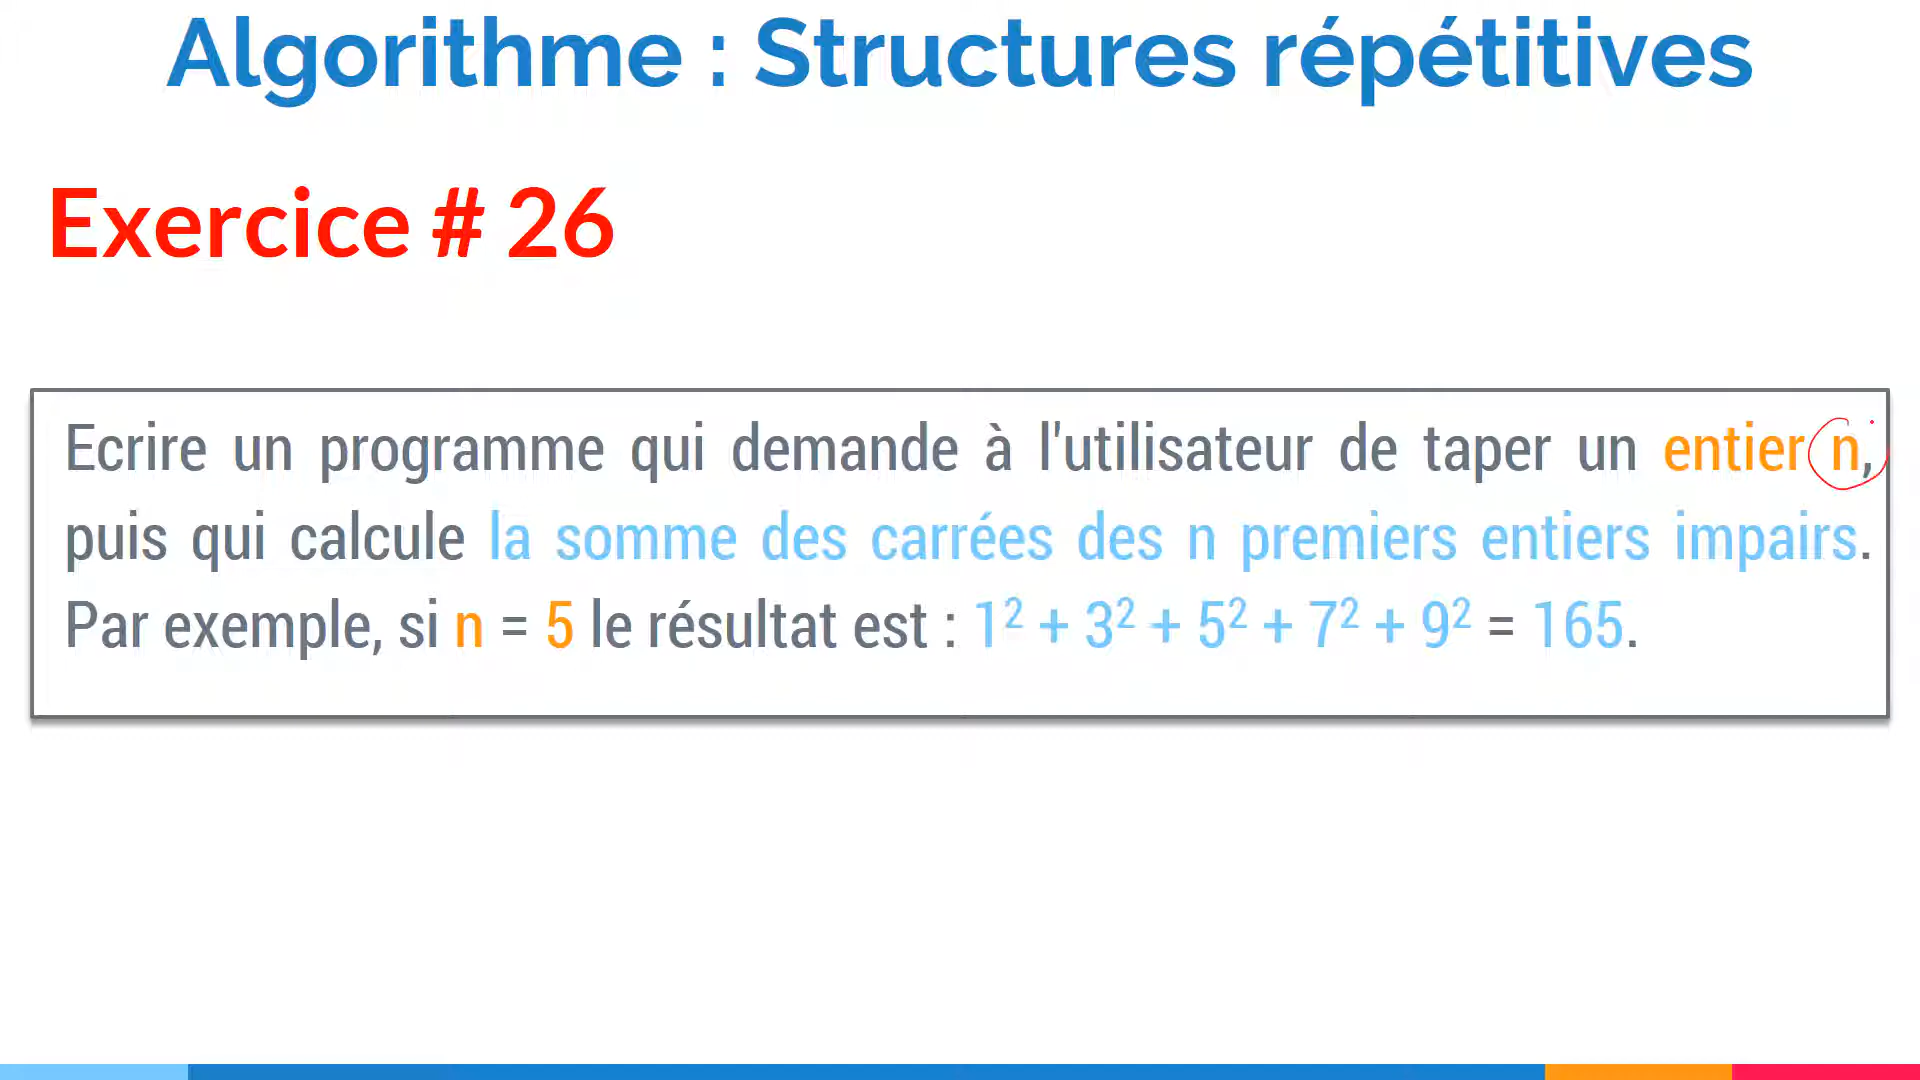 Algorithme : Structures répétitives
Exercice # 26
Ecrire un programme qui demande à l'utilisateur de taper un entier n,
puis qui calcule la somme des carrées des n premiers entiers impairs.
Par exemple, si n = 5 le résultat est : 1² + 3² + 5² + 7² + 9² = 165.